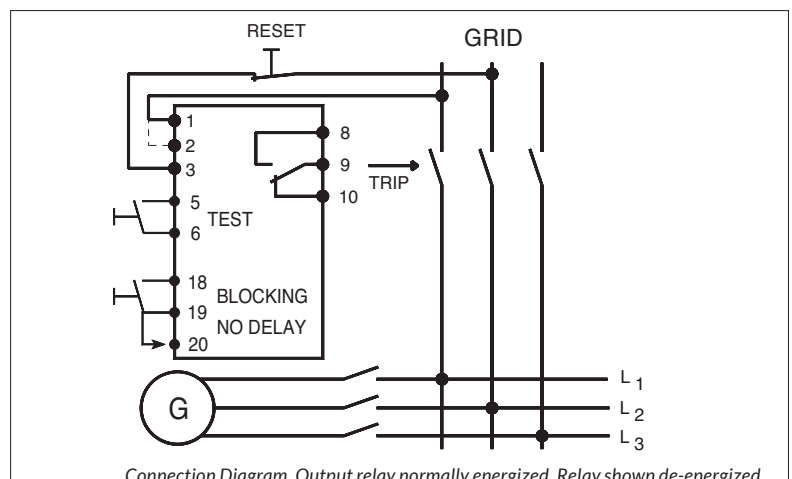 RESET
GRID
1
2
3
5
6
TEST
18
19
20
BLOCKING
NO DELAY
8
9
10
TRIP
G
L1
L2
L3
Connection Diagram. Output relay normally energized. Relay shown de-energized